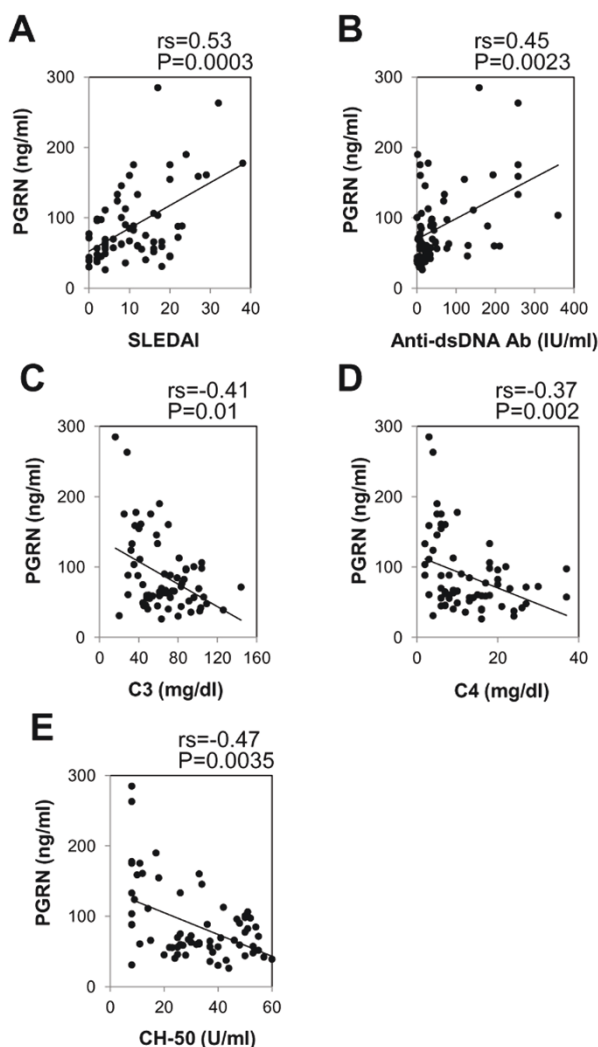 A
rs=0.53
P=0.0003
PGRN (ng/ml)
300
200
100
0
0 10 20 30 40
SLEDAI
B
rs=0.45
P=0.0023
PGRN (ng/ml)
300
200
100
0
0 100 200 300 400
Anti-dsDNA Ab (IU/ml)
C
rs=-0.41
P=0.01
PGRN (ng/ml)
300
200
100
0
0 40 80 120 160
C3 (mg/dl)
D
rs=-0.37
P=0.002
PGRN (ng/ml)
300
200
100
0
0 20 40
C4 (mg/dl)
E
rs=-0.47
P=0.0035
PGRN (ng/ml)
300
200
100
0
0 20 40 60
CH-50 (U/ml)